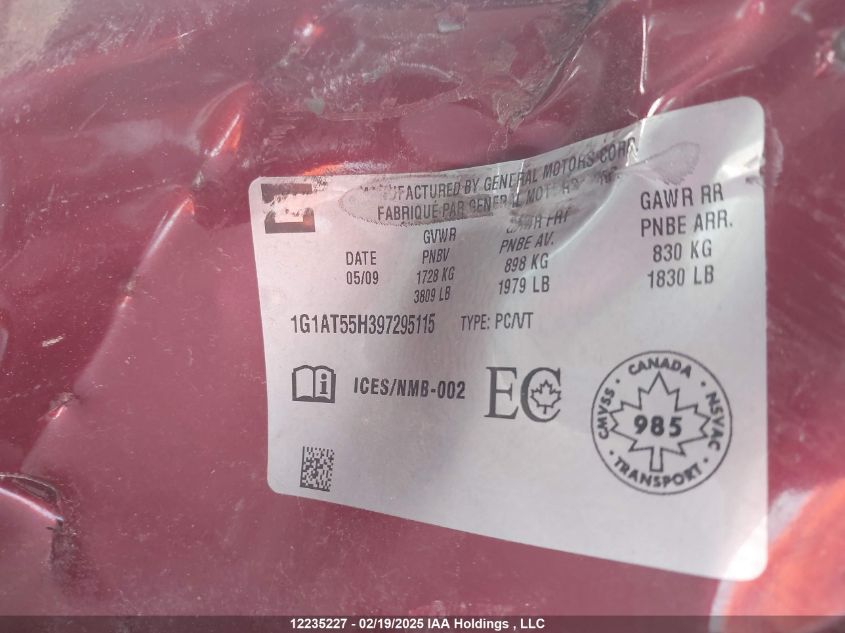 MANUFACTURED BY GENERAL MOTORS CORP.
FABRIQUÉ PAR GENERAL MOTORS
DATE
05/09
GVWR
PNBV
1728 KG
3809 LB
GAWR FRT
PNBE AV.
898 KG
1979 LB
GAWR RR
PNBE ARR.
830 KG
1830 LB
1G1AT55H397295115 TYPE: PC/VT
ICES/NMB-002
EC
CANADA
CMVSS
NSVAC
985
TRANSPORT
12235227 - 02/19/2025 IAA Holdings , LLC